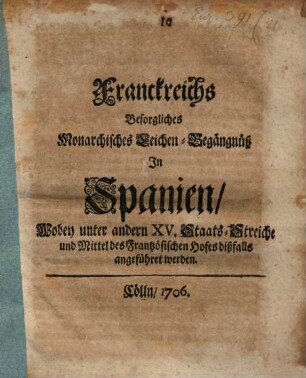 Franckreichs
Besorgliches
Monarchisches Leichen-Begängnüß
In
Spanien/
Wobey unter andern XV. Staats-Streiche
und Mittel des Frantzösischen Hofes dißfalls
angeführet werden.
Cölln/ 1706.